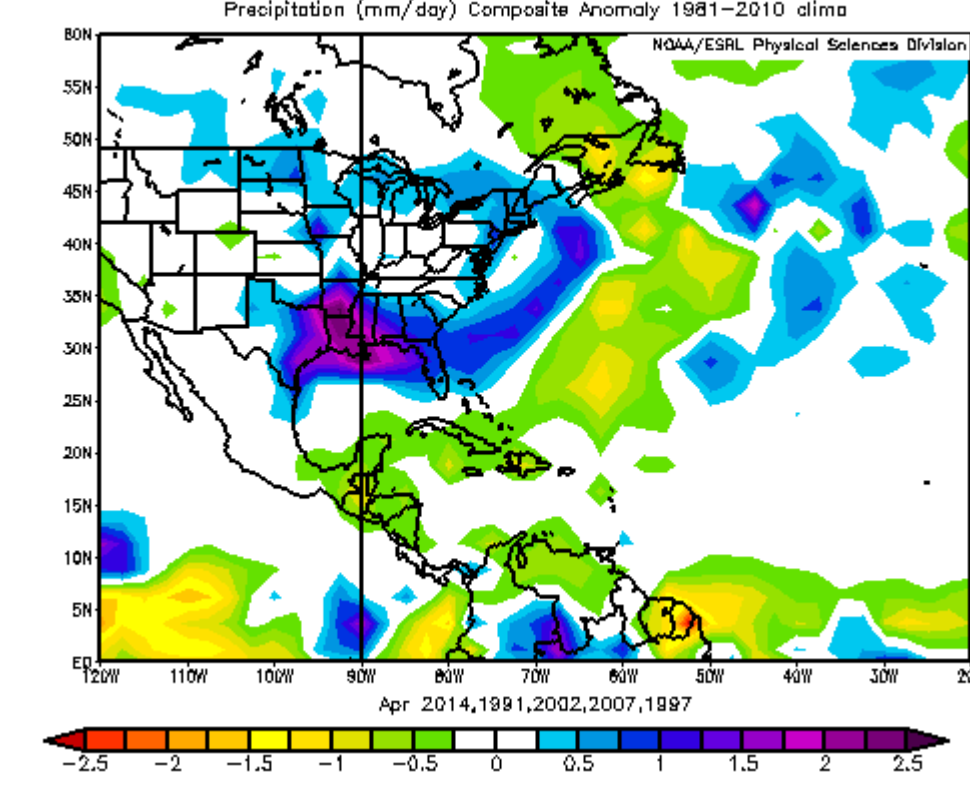 Precipitation (mm/day) Composite Anomaly 1981-2010 clima
NOAA/ESRL Physical Sciences Division
80N
55N
50N
45N
40N
35N
30N
25N
20N
15N
10N
5N
EQ
120W 110W 100W 90W 80W 70W 60W 50W 40W 30W 20
Apr 2014,1991,2002,2007,1997
-2.5 -2 -1.5 -1 -0.5 0 0.5 1 1.5 2 2.5